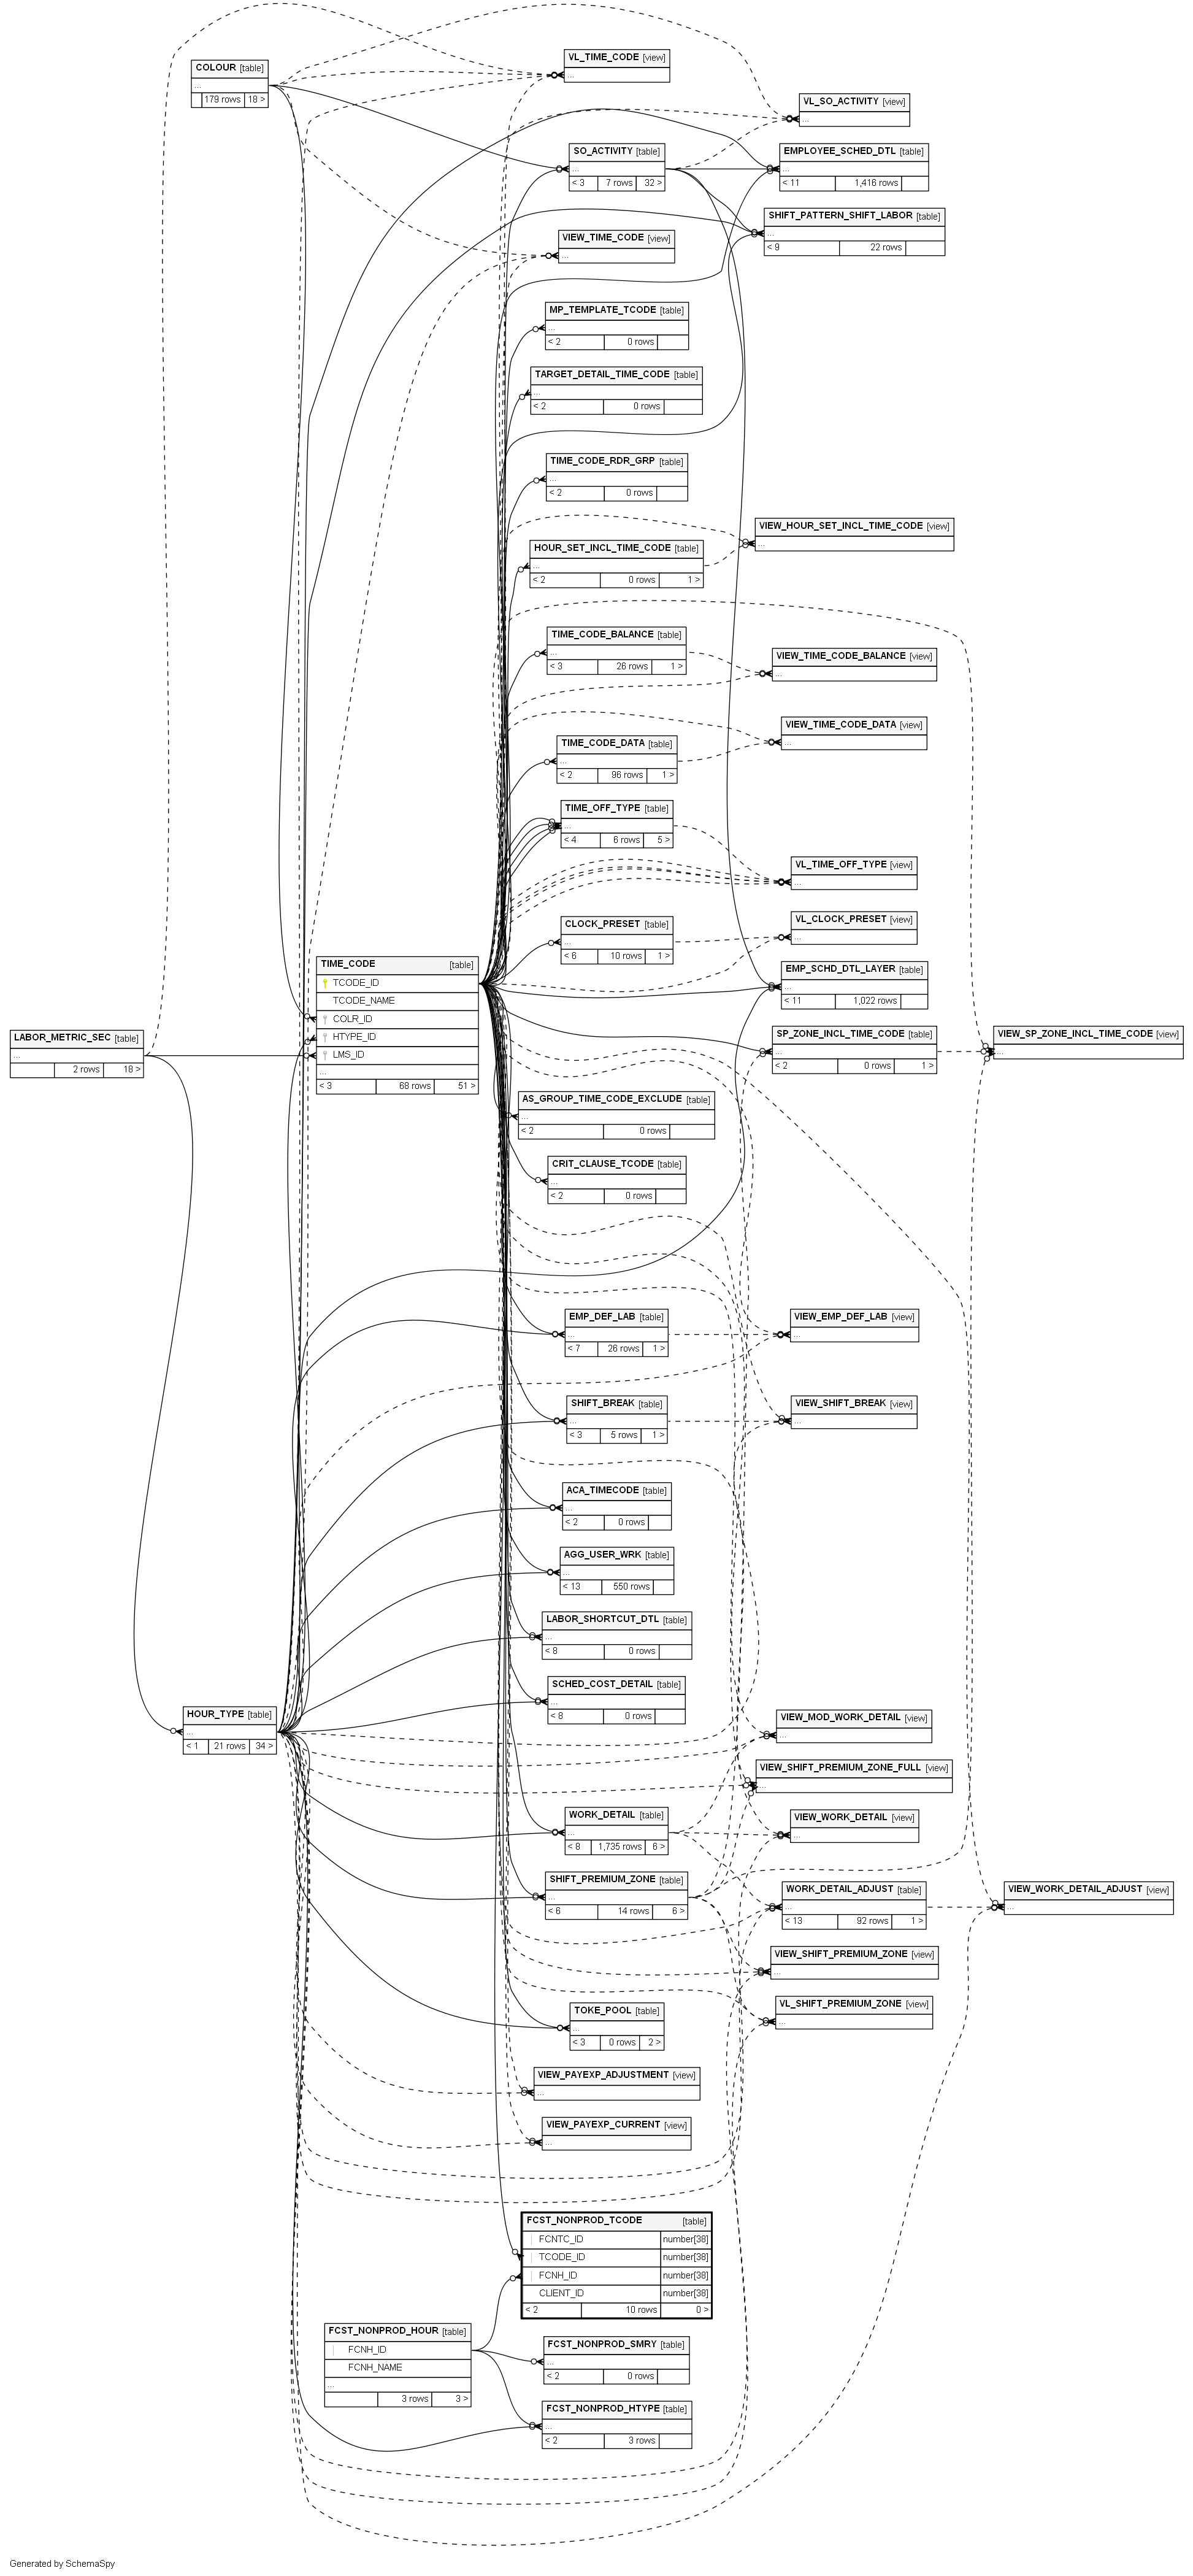 VL_TIME_CODE [view]
...
COLOUR [table]
...
179 rows 18 >
VL_SO_ACTIVITY [view]
...
SO_ACTIVITY [table]
...
< 3 7 rows 32 >
EMPLOYEE_SCHED_DTL [table]
...
< 11 1,416 rows
SHIFT_PATTERN_SHIFT_LABOR [table]
...
< 9 22 rows
VIEW_TIME_CODE [view]
...
MP_TEMPLATE_TCODE [table]
...
< 2 0 rows
TARGET_DETAIL_TIME_CODE [table]
...
< 2 0 rows
TIME_CODE_RDR_GRP [table]
...
< 2 0 rows
VIEW_HOUR_SET_INCL_TIME_CODE [view]
...
HOUR_SET_INCL_TIME_CODE [table]
...
< 2 0 rows 1 >
TIME_CODE_BALANCE [table]
...
< 3 26 rows 1 >
VIEW_TIME_CODE_BALANCE [view]
...
VIEW_TIME_CODE_DATA [view]
...
TIME_CODE_DATA [table]
...
< 2 96 rows 1 >
TIME_OFF_TYPE [table]
...
< 4 6 rows 5 >
VL_TIME_OFF_TYPE [view]
...
CLOCK_PRESET [table]
...
< 6 10 rows 1 >
VL_CLOCK_PRESET [view]
...
TIME_CODE [table]
TCODE_ID
TCODE_NAME
COLR_ID
HTYPE_ID
LMS_ID
...
< 3 68 rows 51 >
EMP_SCHD_DTL_LAYER [table]
...
< 11 1,022 rows
LABOR_METRIC_SEC [table]
...
2 rows 18 >
SP_ZONE_INCL_TIME_CODE [table]
...
< 2 0 rows 1 >
VIEW_SP_ZONE_INCL_TIME_CODE [view]
...
AS_GROUP_TIME_CODE_EXCLUDE [table]
...
< 2 0 rows
CRIT_CLAUSE_TCODE [table]
...
< 2 0 rows
EMP_DEF_LAB [table]
...
< 7 26 rows 1 >
VIEW_EMP_DEF_LAB [view]
...
SHIFT_BREAK [table]
...
< 3 5 rows 1 >
VIEW_SHIFT_BREAK [view]
...
ACA_TIMECODE [table]
...
< 2 0 rows
AGG_USER_WRK [table]
...
< 13 550 rows
LABOR_SHORTCUT_DTL [table]
...
< 8 0 rows
SCHED_COST_DETAIL [table]
...
< 8 0 rows
HOUR_TYPE [table]
...
< 1 21 rows 34 >
VIEW_MOD_WORK_DETAIL [view]
...
VIEW_SHIFT_PREMIUM_ZONE_FULL [view]
...
WORK_DETAIL [table]
...
< 8 1,735 rows 6 >
VIEW_WORK_DETAIL [view]
...
SHIFT_PREMIUM_ZONE [table]
...
< 6 14 rows 6 >
WORK_DETAIL_ADJUST [table]
...
< 13 92 rows 1 >
VIEW_WORK_DETAIL_ADJUST [view]
...
VIEW_SHIFT_PREMIUM_ZONE [view]
...
VL_SHIFT_PREMIUM_ZONE [view]
...
TOKE_POOL [table]
...
< 3 0 rows 2 >
VIEW_PAYEXP_ADJUSTMENT [view]
...
VIEW_PAYEXP_CURRENT [view]
...
FCST_NONPROD_TCODE [table]
FCNTC_ID number[38]
TCODE_ID number[38]
FCNH_ID number[38]
CLIENT_ID number[38]
< 2 10 rows 0 >
FCST_NONPROD_HOUR [table]
FCNH_ID
FCNH_NAME
...
3 rows 3 >
FCST_NONPROD_SMRY [table]
...
< 2 0 rows
FCST_NONPROD_HTYPE [table]
...
< 2 3 rows
Generated by SchemaSpy